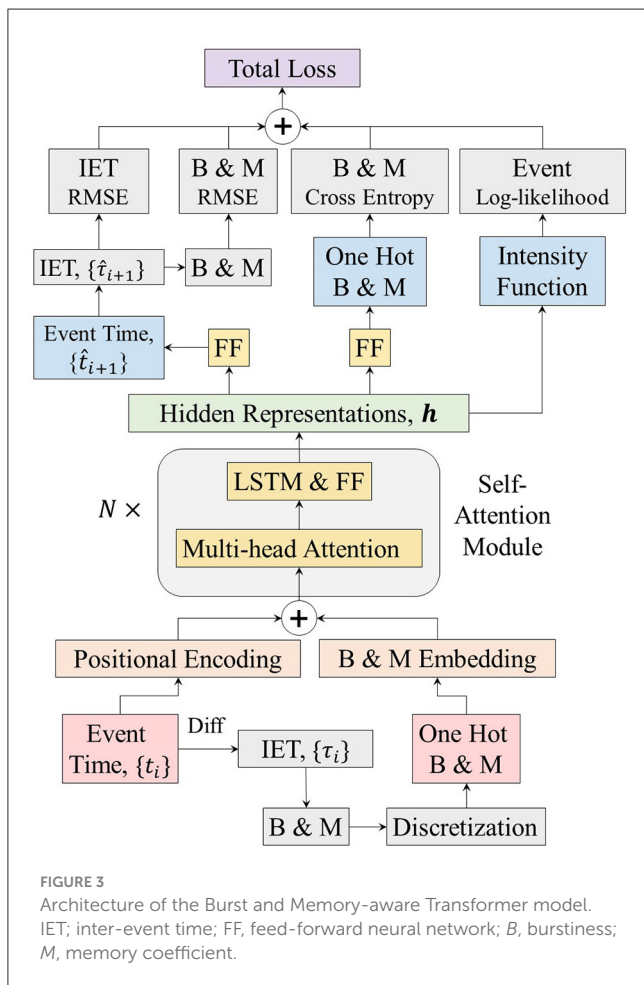 Total Loss
+
IET
RMSE
B & M
RMSE
B & M
Cross Entropy
Event
Log-likelihood
IET, {τ̂ᵢ₊₁}
B & M
One Hot
B & M
Intensity
Function
Event Time,
{t̂ᵢ₊₁}
FF
FF
Hidden Representations, h
N ×
LSTM & FF
Multi-head Attention
Self-
Attention
Module
+
Positional Encoding
B & M Embedding
Event
Time, {tᵢ}
Diff
IET, {τᵢ}
One Hot
B & M
B & M
Discretization
FIGURE 3
Architecture of the Burst and Memory-aware Transformer model.
IET; inter-event time; FF, feed-forward neural network; B, burstiness;
M, memory coefficient.